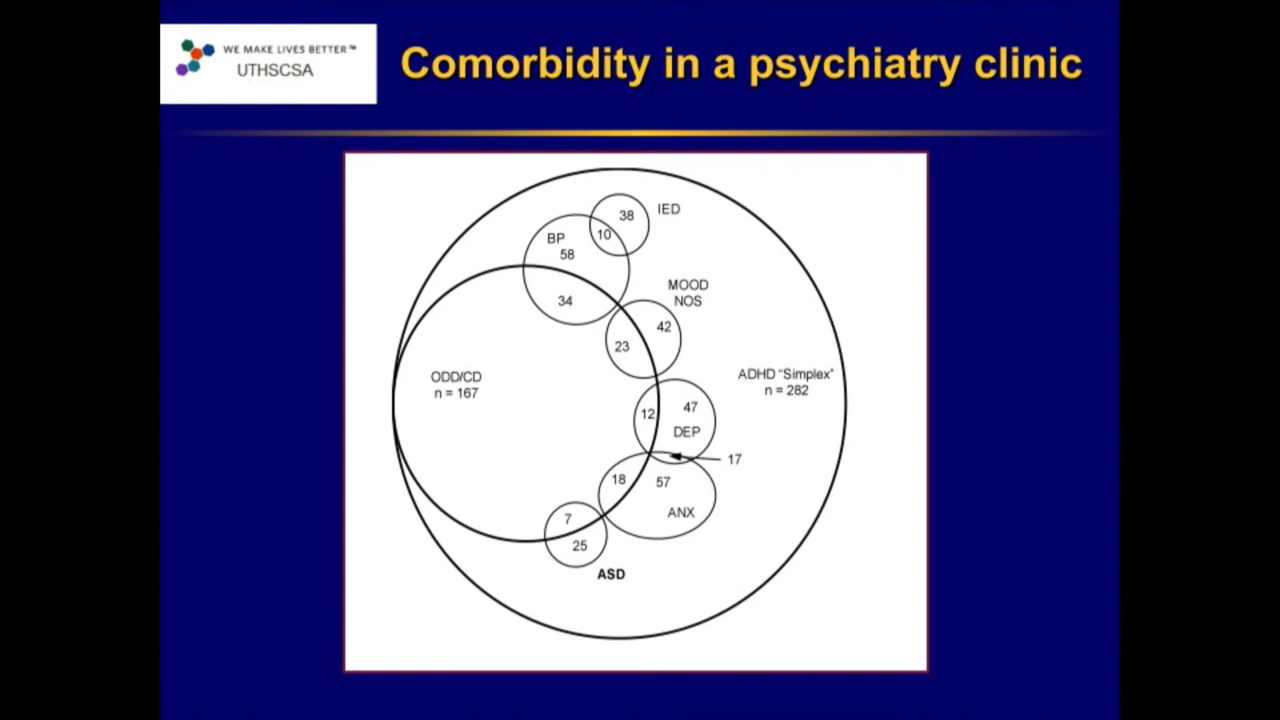 WE MAKE LIVES BETTER™
UTHSCSA
Comorbidity in a psychiatry clinic
38
IED
10
BP
58
34
MOOD
NOS
42
23
ODD/CD
n = 167
ADHD “Simplex”
n = 282
12
47
DEP
17
18
57
ANX
7
25
ASD